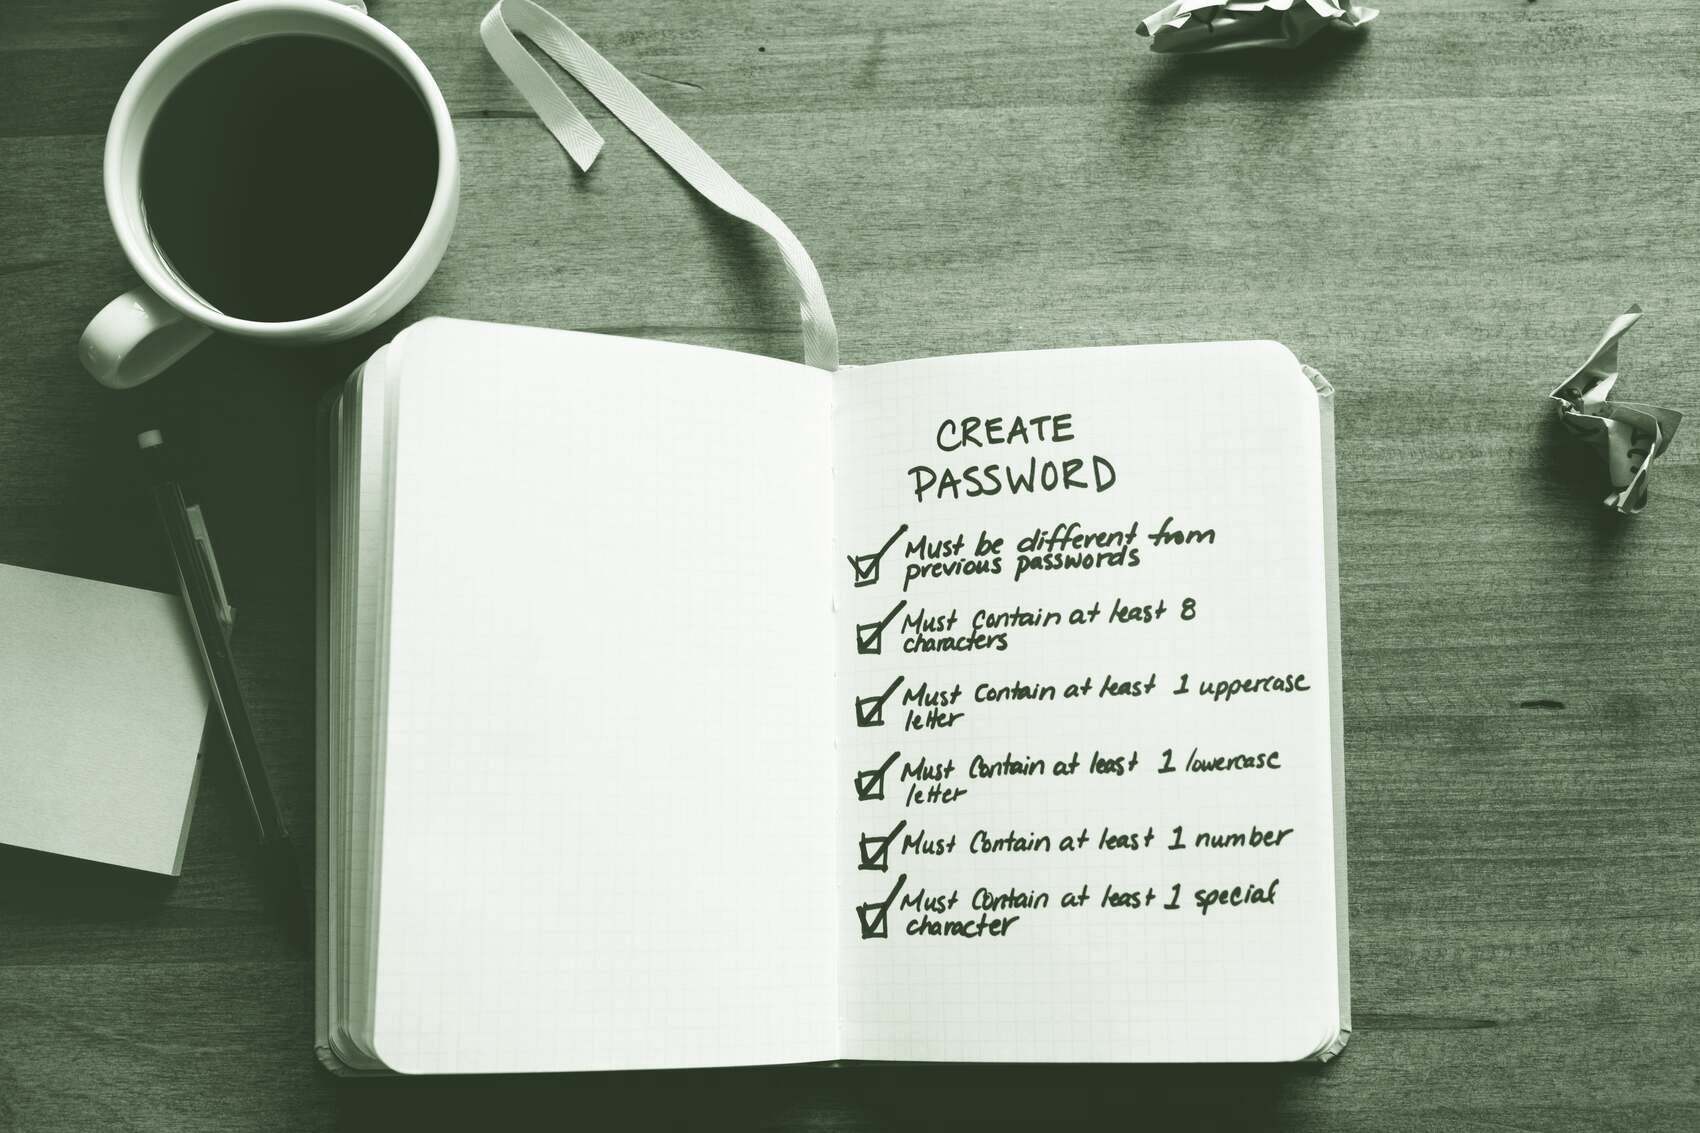 CREATE
PASSWORD
Must be different from
previous passwords
Must Contain at least 8
characters
Must Contain at least 1 uppercase
letter
Must Contain at least 1 lowercase
letter
Must Contain at least 1 number
Must Contain at least 1 special
character